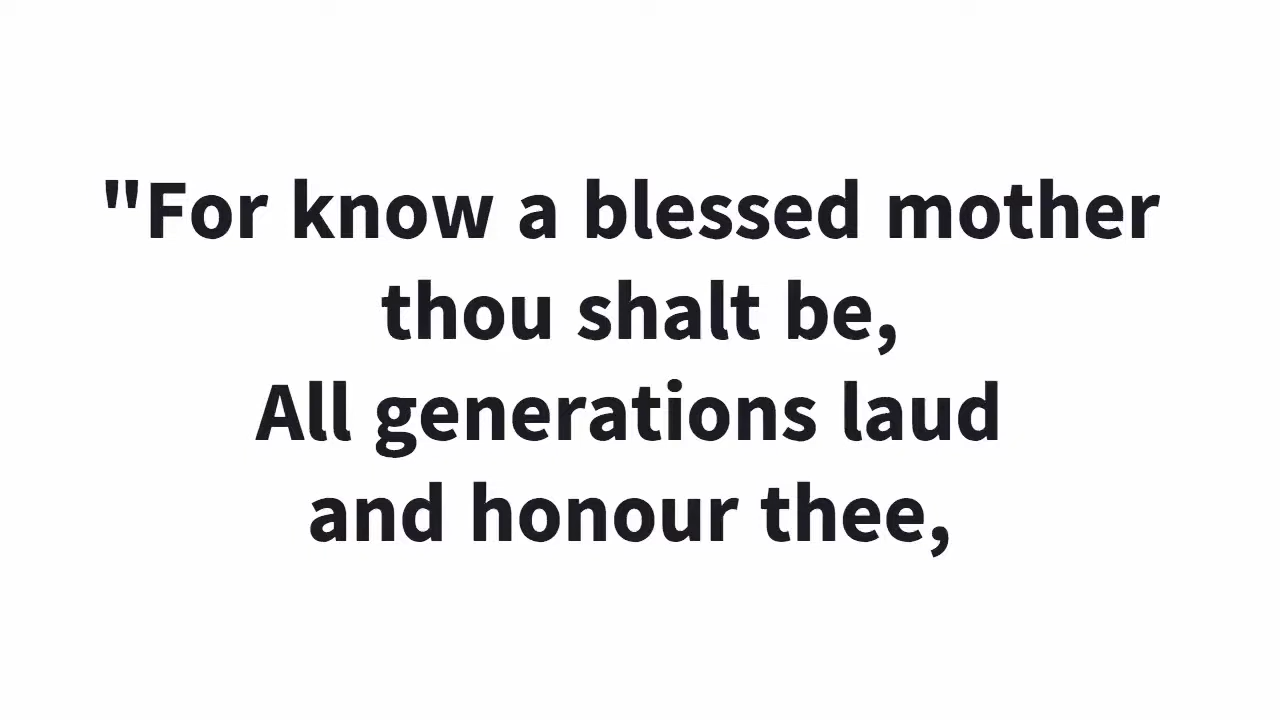 "For know a blessed mother
thou shalt be,
All generations laud
and honour thee,